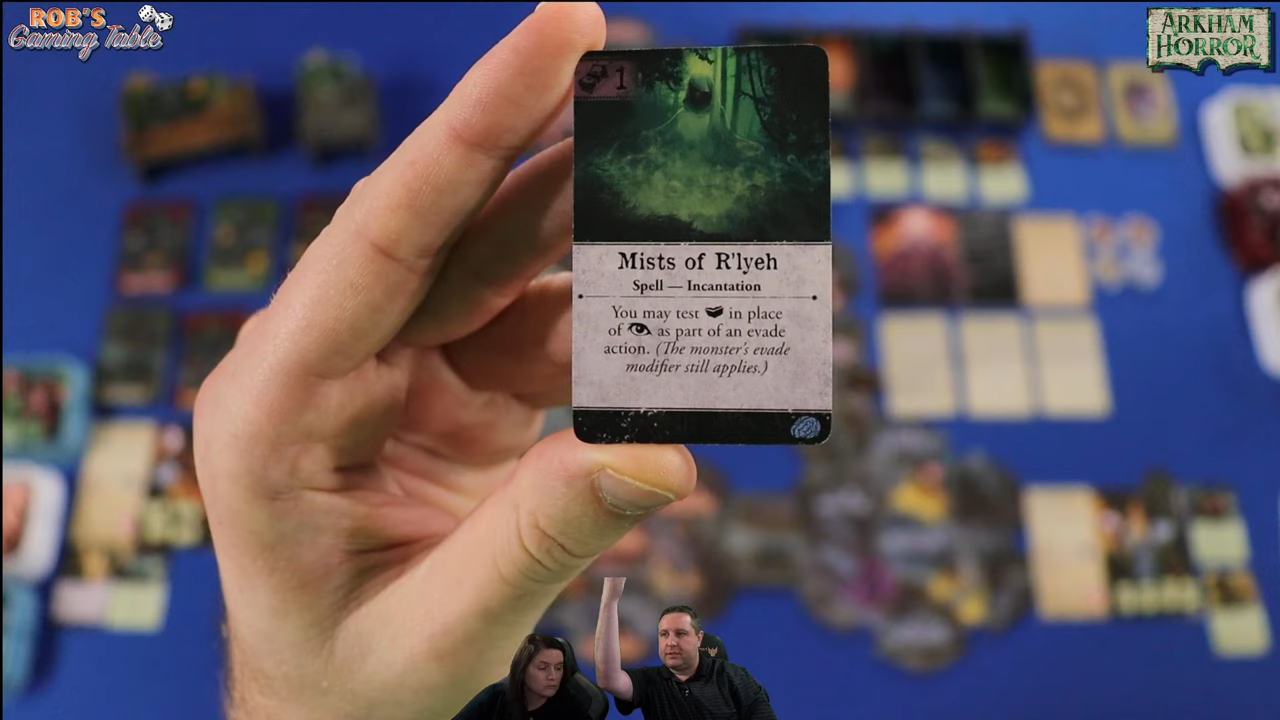 ROB'S
Gaming Table
ARKHAM
HORROR
1
Mists of R'lyeh
Spell — Incantation
You may test in place
of as part of an evade
action. (The monster's evade
modifier still applies.)